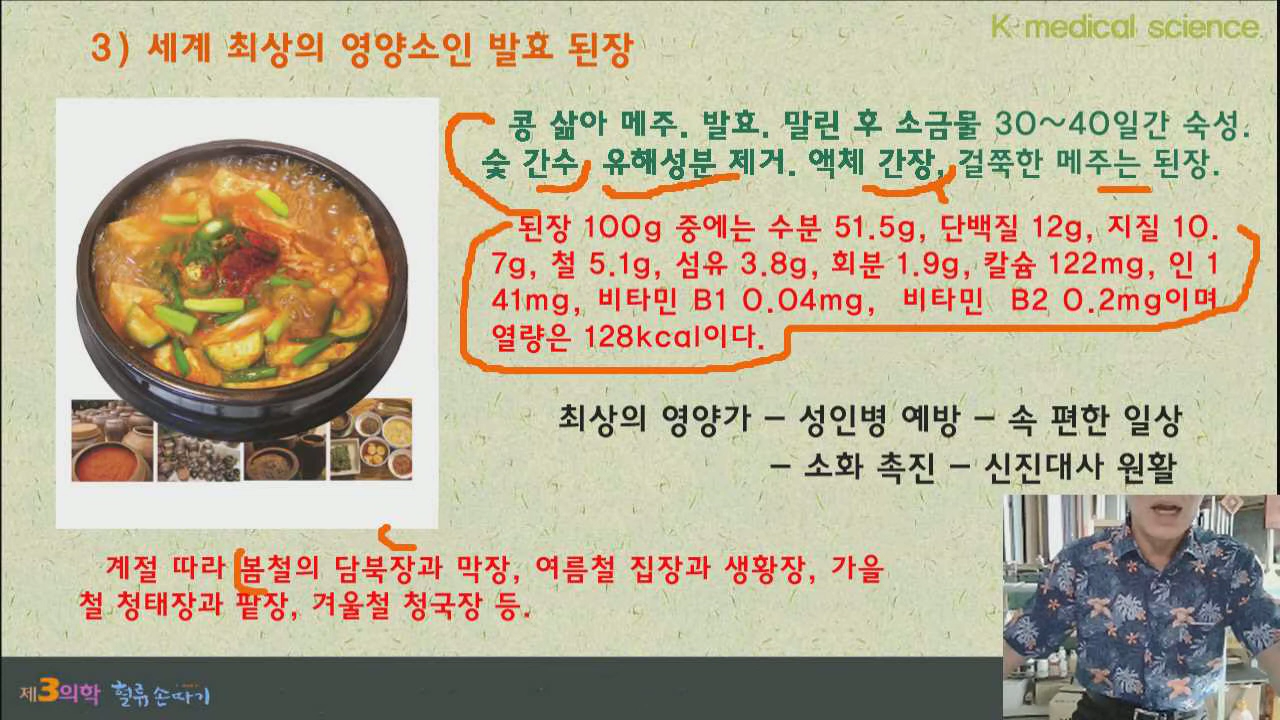 K medical science
3) 세계 최상의 영양소인 발효 된장
콩 삶아 메주. 발효. 말린 후 소금물 30~40일간 숙성.
숯 간수 유해성분 제거. 액체 간장, 걸쭉한 메주는 된장.
된장 100g 중에는 수분 51.5g, 단백질 12g, 지질 10.
7g, 철 5.1g, 섬유 3.8g, 회분 1.9g, 칼슘 122mg, 인 1
41mg, 비타민 B1 0.04mg, 비타민 B2 0.2mg이며
열량은 128kcal이다.
최상의 영양가 – 성인병 예방 – 속 편한 일상
– 소화 촉진 – 신진대사 원활
계절 따라 봄철의 담북장과 막장, 여름철 집장과 생황장, 가을
철 청태장과 팥장, 겨울철 청국장 등.
제3의학 혈류 손따기